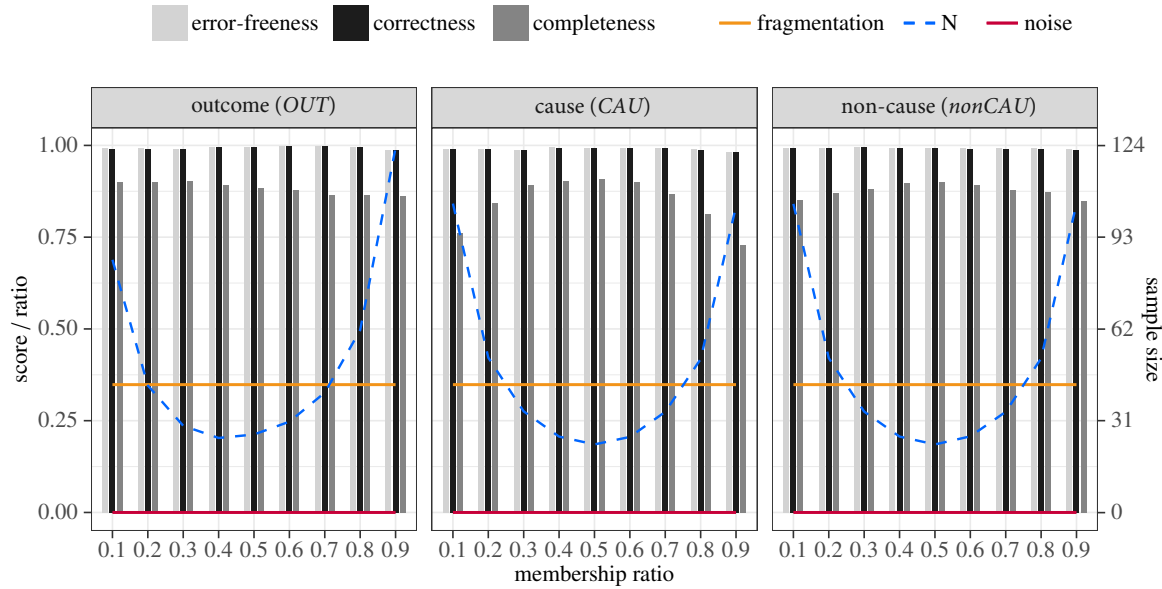 error-freeness correctness completeness fragmentation N noise
outcome (OUT) cause (CAU) non-cause (nonCAU)
1.00 124
0.75 93
0.50 62
0.25 31
0.00 0
score / ratio
sample size
0.1 0.2 0.3 0.4 0.5 0.6 0.7 0.8 0.9 0.1 0.2 0.3 0.4 0.5 0.6 0.7 0.8 0.9 0.1 0.2 0.3 0.4 0.5 0.6 0.7 0.8 0.9
membership ratio